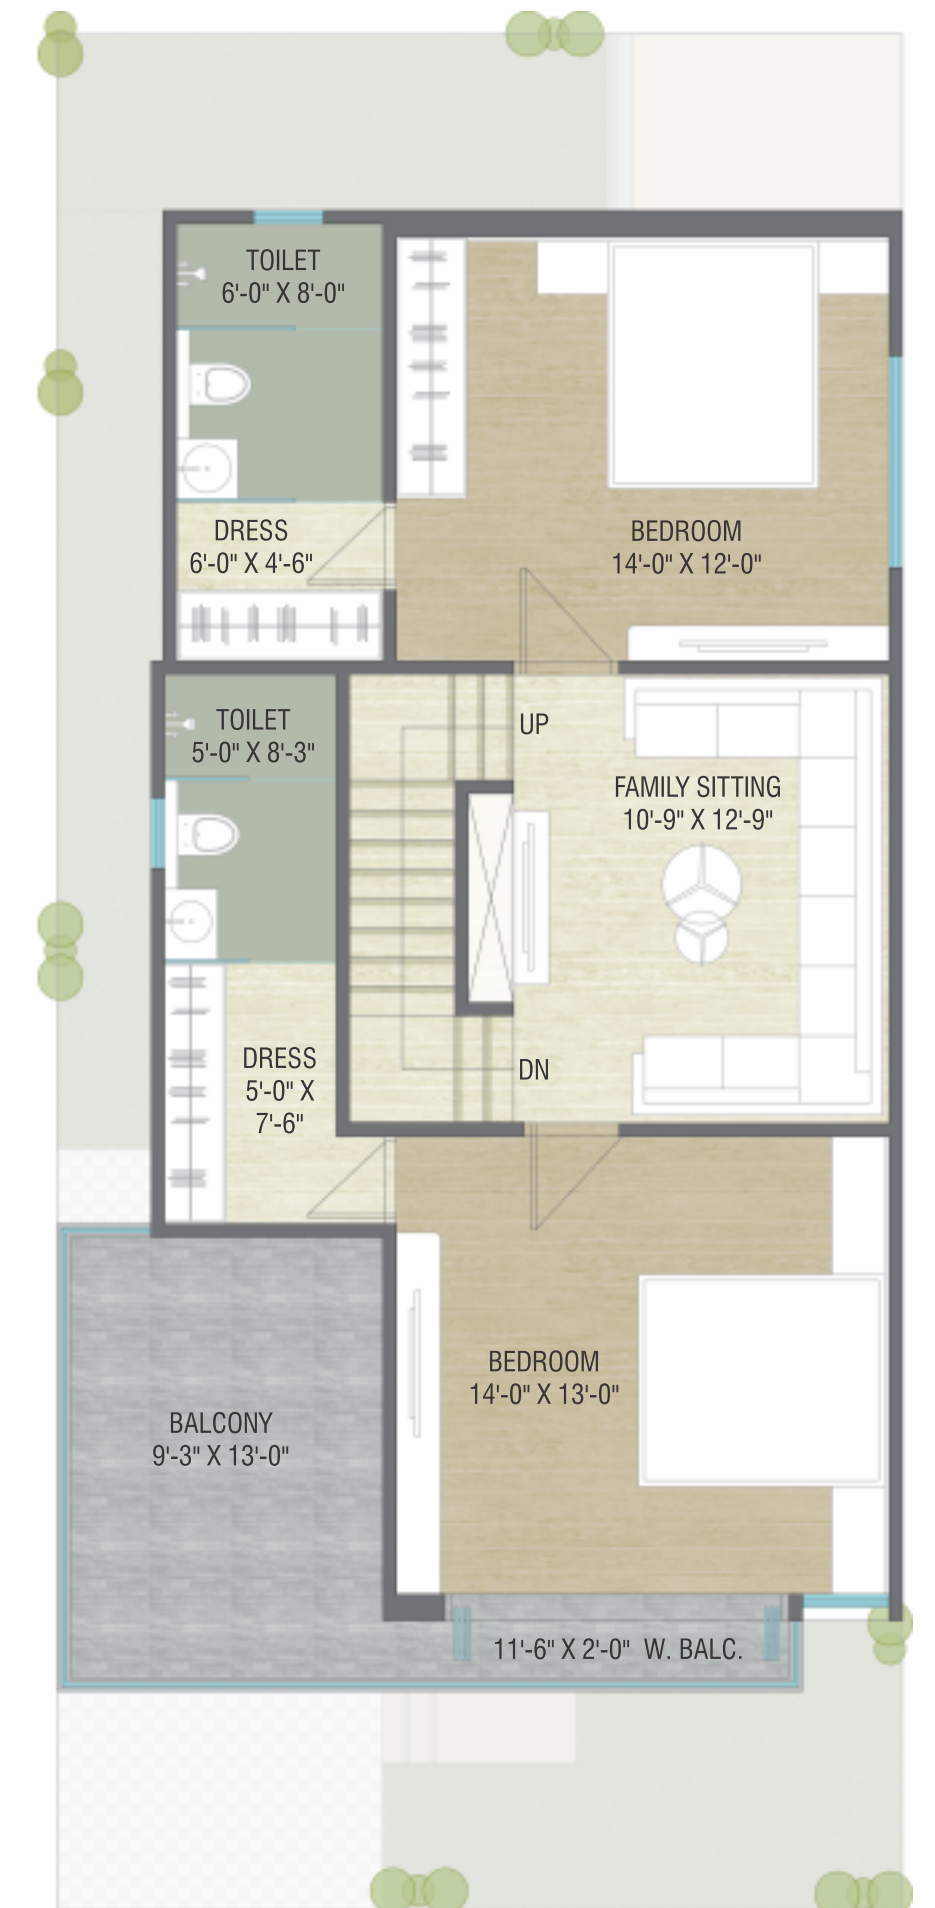 TOILET
6'-0" X 8'-0"
DRESS
6'-0" X 4'-6"
BEDROOM
14'-0" X 12'-0"
TOILET
5'-0" X 8'-3"
UP
FAMILY SITTING
10'-9" X 12'-9"
DRESS
5'-0" X
7'-6"
DN
BEDROOM
14'-0" X 13'-0"
BALCONY
9'-3" X 13'-0"
11'-6" X 2'-0" W. BALC.